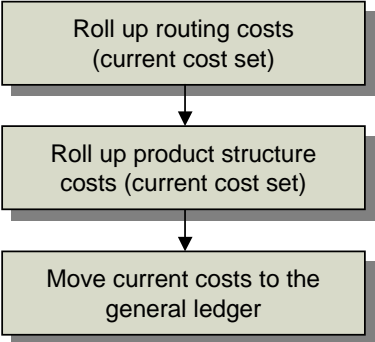 Roll up routing costs
(current cost set)
Roll up product structure
costs (current cost set)
Move current costs to the
general ledger